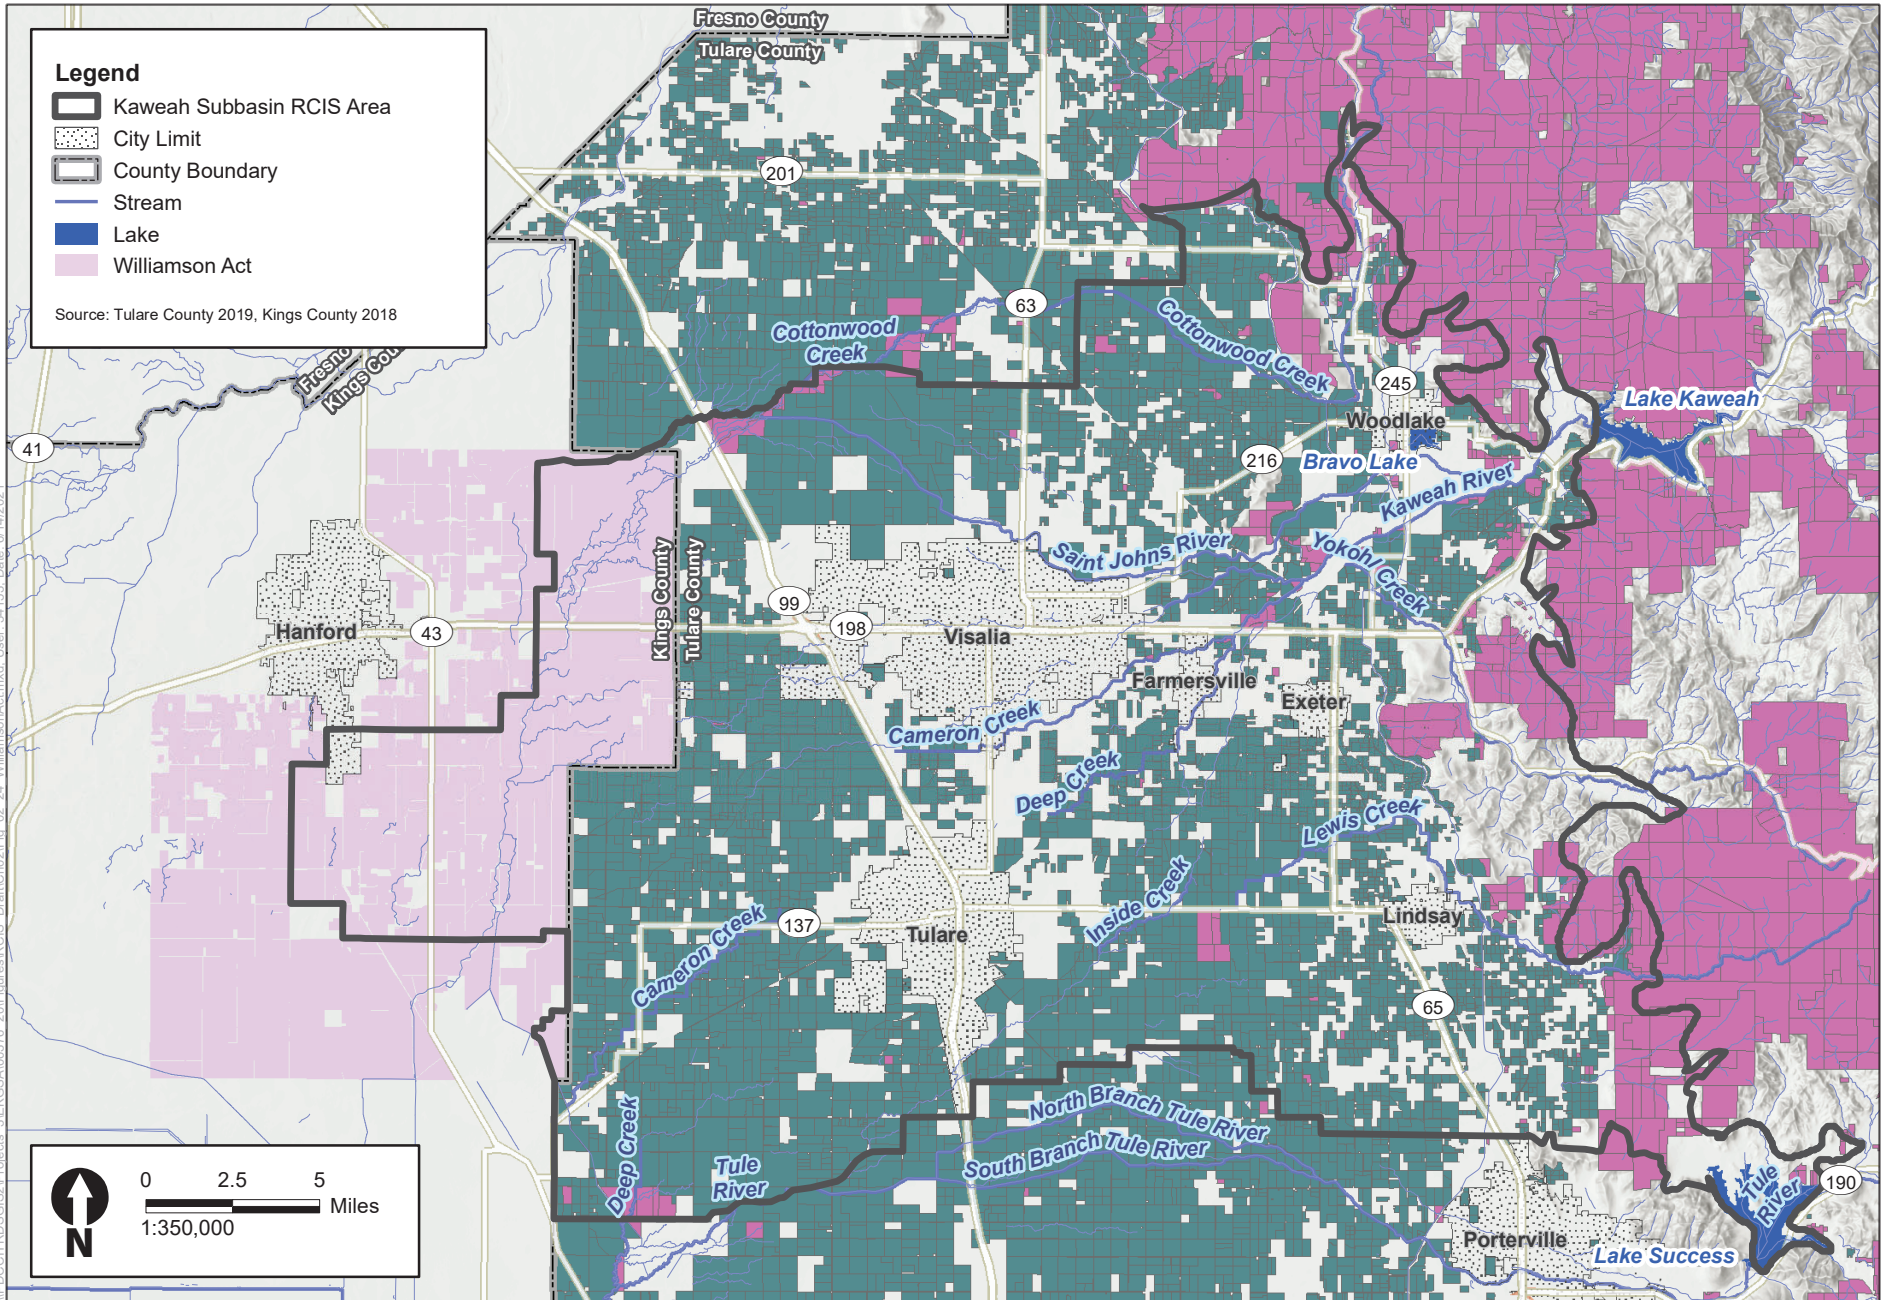 Fresno County
Tulare County
Legend
Kaweah Subbasin RCIS Area
City Limit
County Boundary
Stream
Lake
Williamson Act
Source: Tulare County 2019, Kings County 2018
201
63
Cottonwood
Creek
Cottonwood Creek
Fresno
Kings
41
245
Woodlake
Lake Kaweah
216
Bravo Lake
Kaweah River
Saint Johns River
Yokoh Creek
Kings County
Tulare County
99
198
Hanford
43
Visalia
Farmersville
Exeter
Cameron Creek
Deep Creek
Lewis Creek
Inside Creek
Cameron Creek
137
Tulare
Lindsay
65
North Branch Tule River
South Branch Tule River
Deep Creek
Tule
River
Tule
River
190
Porterville
Lake Success
N
0 2.5 5
Miles
1:350,000